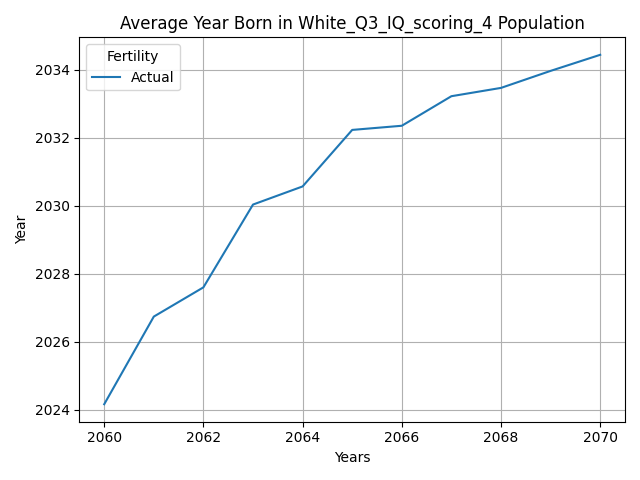 Average Year Born in White_Q3_IQ_scoring_4 Population
Fertility
Actual
2034
2032
2030
2028
2026
2024
Year
2060 2062 2064 2066 2068 2070
Years